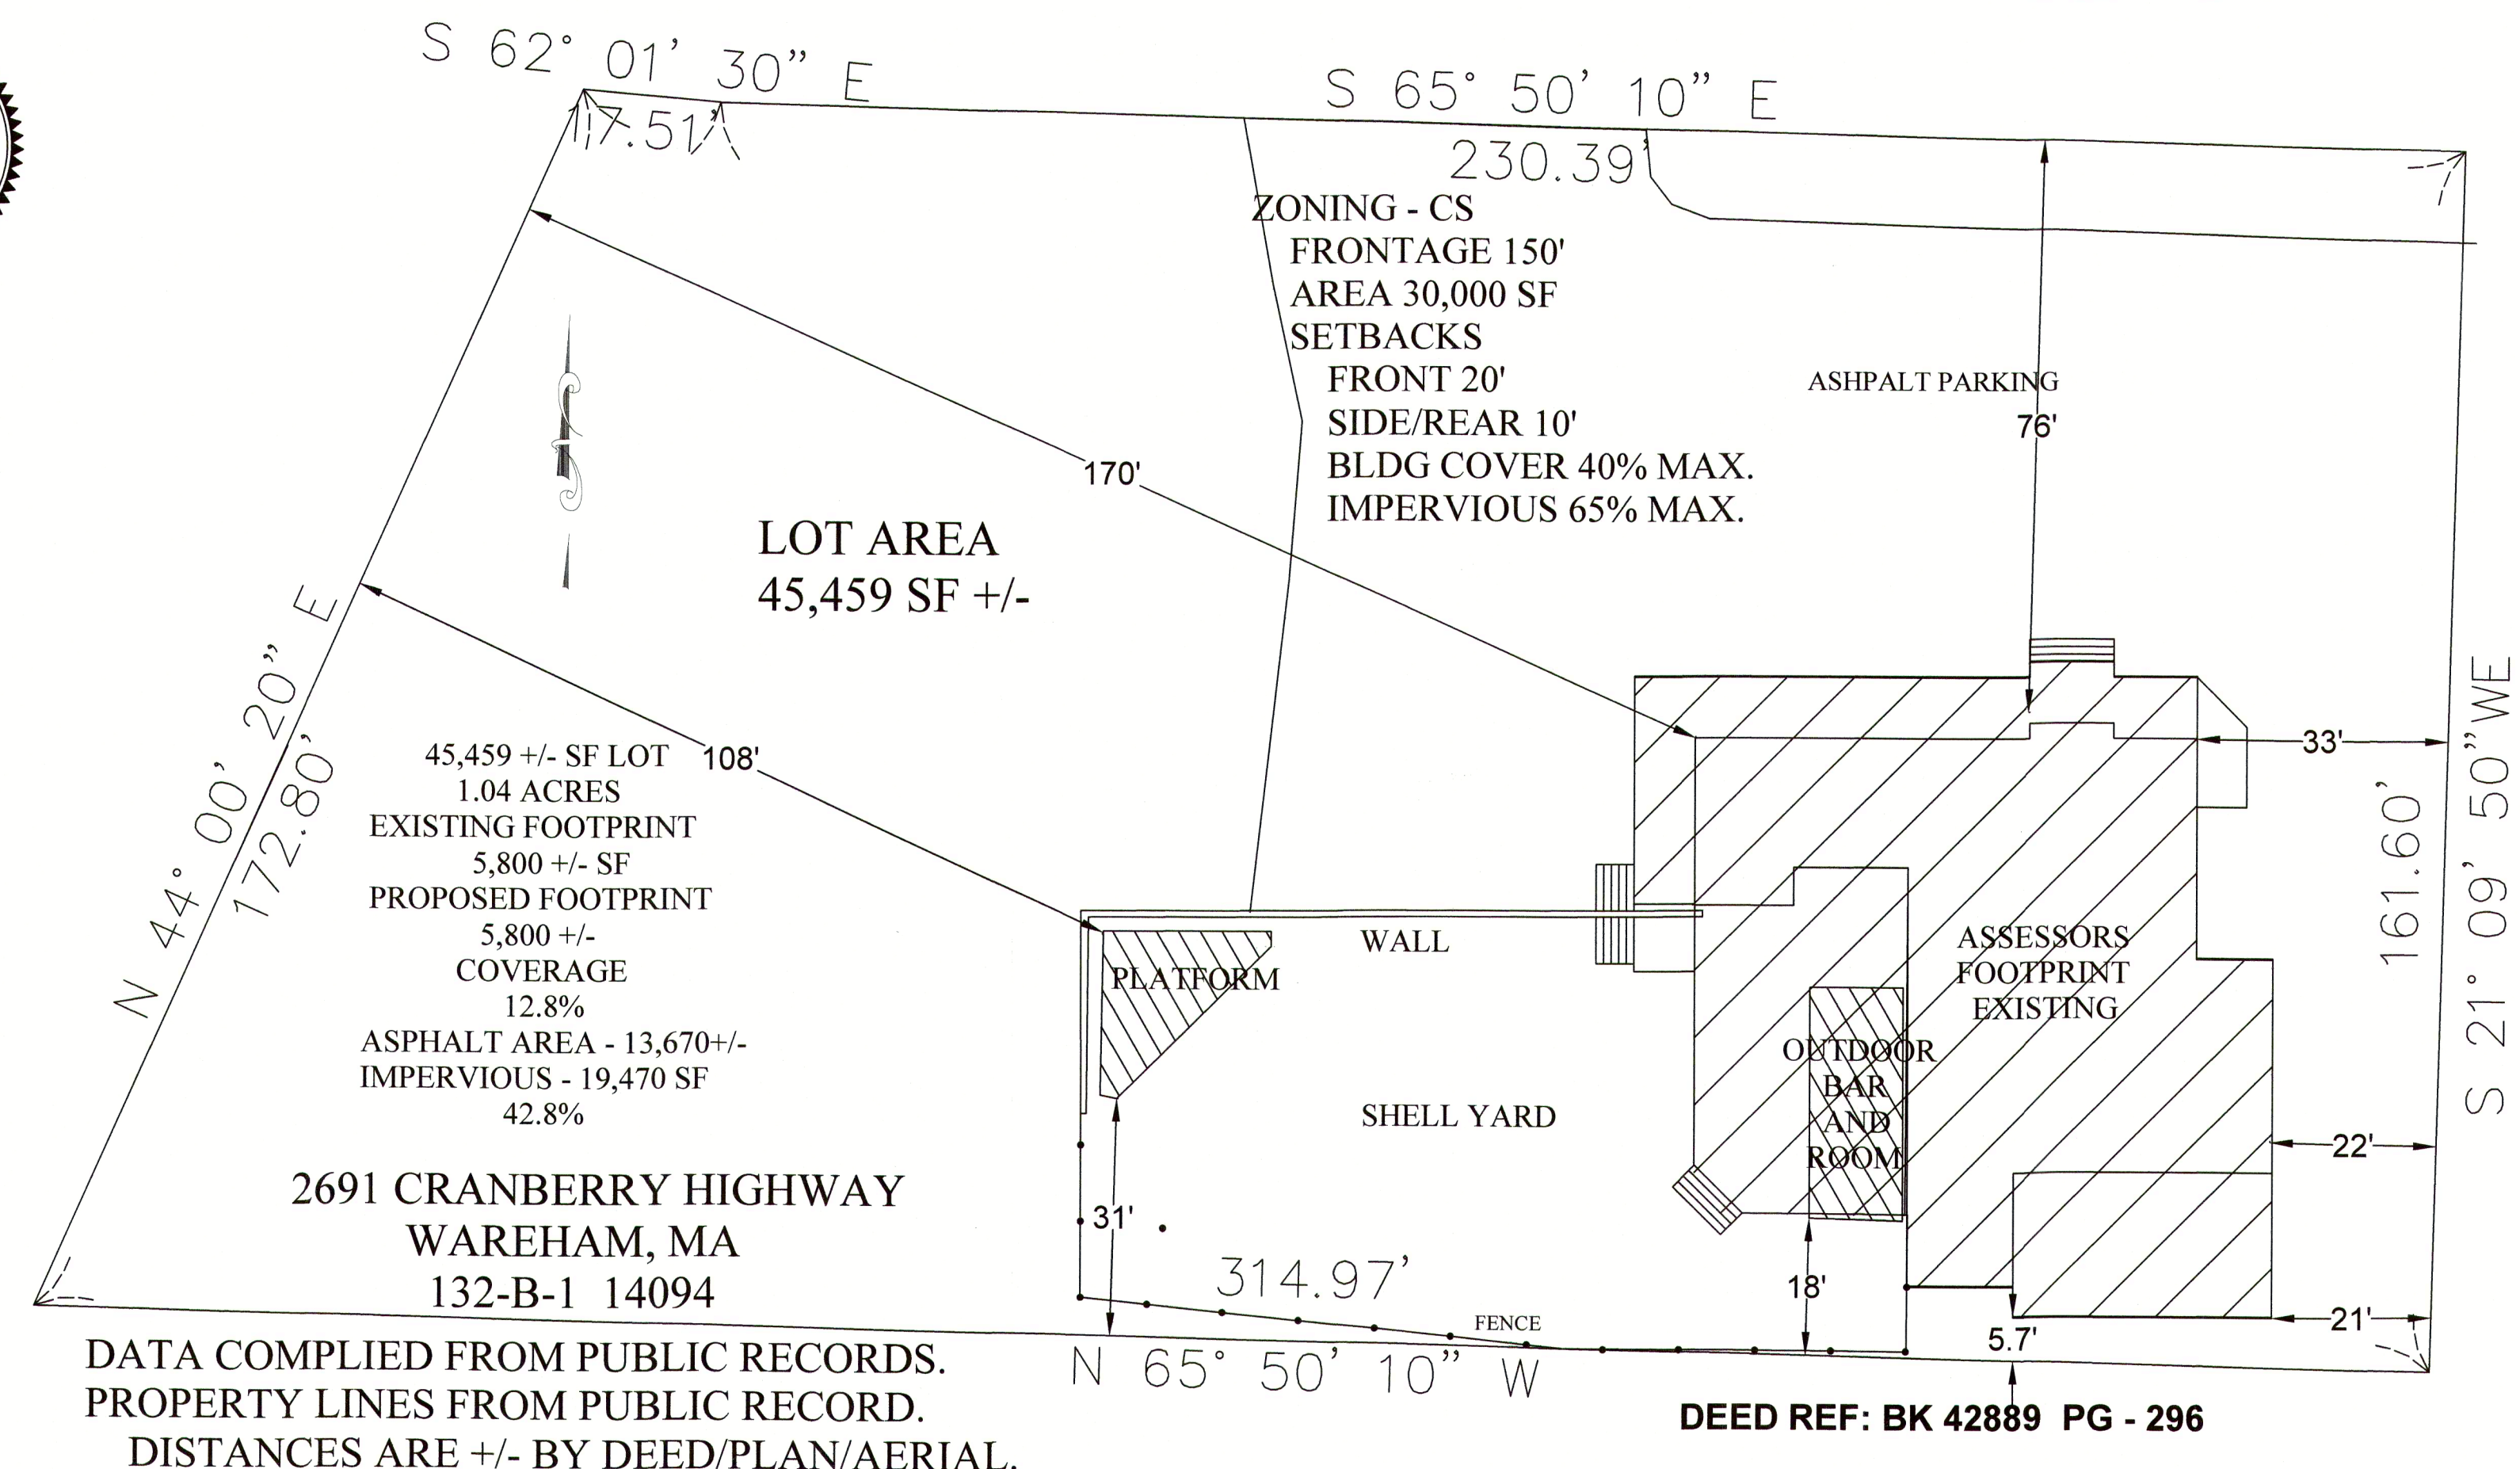 S 62° 01' 30" E
17.51'
S 65° 50' 10" E
230.39'
ZONING - CS
FRONTAGE 150'
AREA 30,000 SF
SETBACKS
FRONT 20'
SIDE/REAR 10'
BLDG COVER 40% MAX.
IMPERVIOUS 65% MAX.
ASHPALT PARKING
76'
170'
LOT AREA
45,459 SF +/-
N 44° 00' 20" E
172.80'
108'
45,459 +/- SF LOT
1.04 ACRES
EXISTING FOOTPRINT
5,800 +/- SF
PROPOSED FOOTPRINT
5,800 +/-
COVERAGE
12.8%
ASPHALT AREA - 13,670+/-
IMPERVIOUS - 19,470 SF
42.8%
33'
S 21° 09' 50" WE
161.60'
WALL
PLATFORM
ASSESSORS
FOOTPRINT
EXISTING
OUTDOOR
BAR
AND
ROOM
SHELL YARD
22'
31'
18'
21'
5.7'
314.97'
FENCE
N 65° 50' 10" W
2691 CRANBERRY HIGHWAY
WAREHAM, MA
132-B-1 14094
DATA COMPLIED FROM PUBLIC RECORDS.
PROPERTY LINES FROM PUBLIC RECORD.
DISTANCES ARE +/- BY DEED/PLAN/AERIAL.
DEED REF: BK 42889 PG - 296